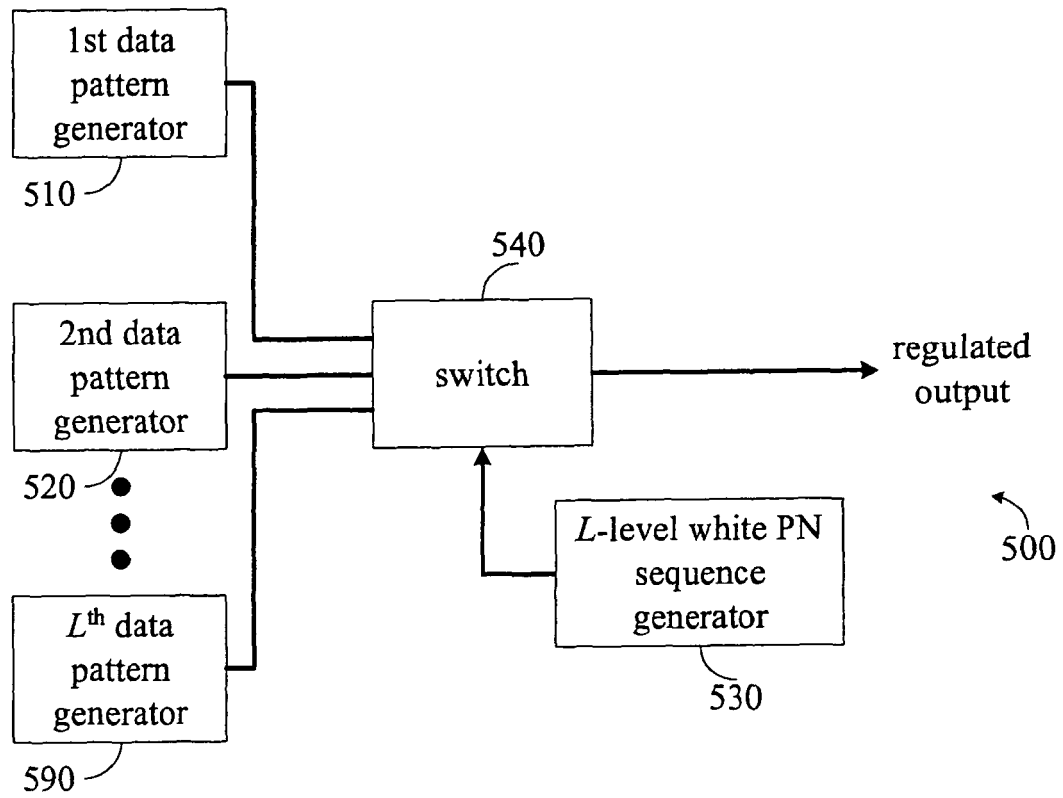 1st data
pattern
generator
510
540
2nd data
pattern
generator
520
switch
regulated
output
L-level white PN
sequence
generator
530
500
Lth data
pattern
generator
590